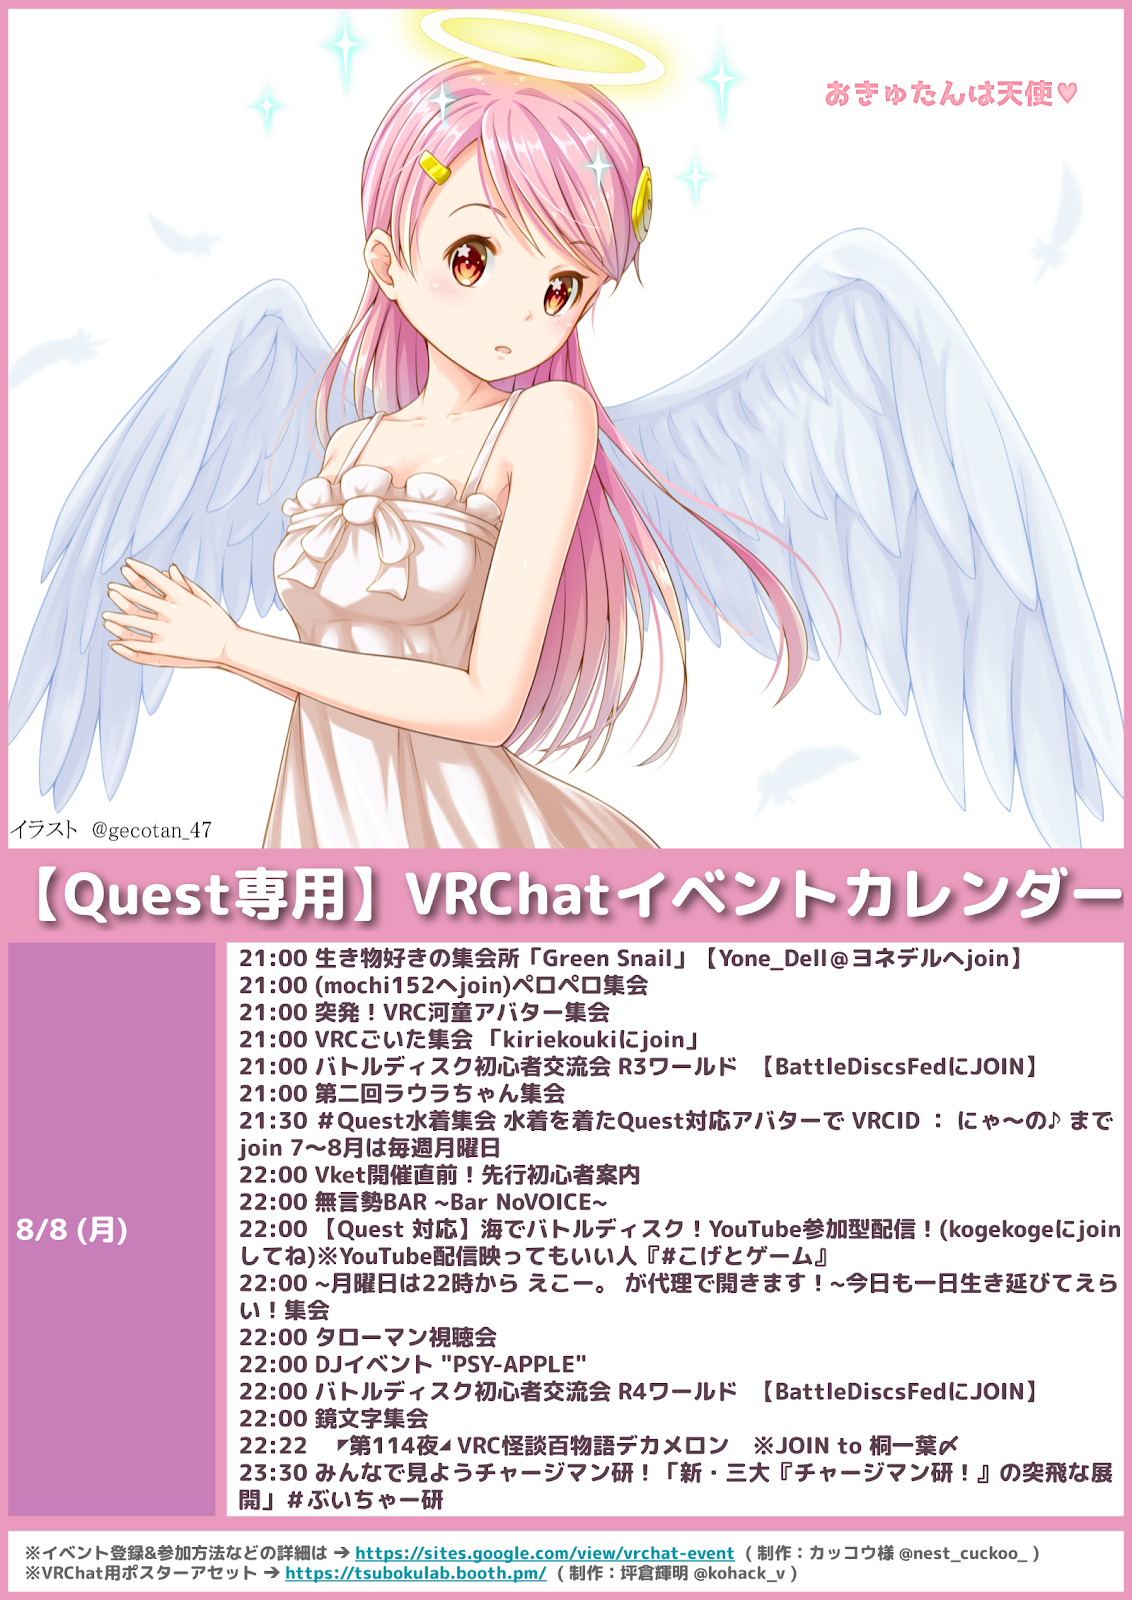 おきゅたんは天使♥
イラスト @gecotan_47
【Quest専用】VRChatイベントカレンダー
8/8 (月)
21:00 生き物好きの集会所「Green Snail」【Yone_Dell@ヨネデルへjoin】
21:00 (mochi152へjoin)ペロペロ集会
21:00 突発！VRC河童アバター集会
21:00 VRCごいた集会 「kiriekoukiにjoin」
21:00 バトルディスク初心者交流会 R3ワールド 【BattleDiscsFedにJOIN】
21:00 第二回ラウラちゃん集会
21:30 ＃Quest水着集会 水着を着たQuest対応アバターで VRCID ： にゃ～の♪ まで
join 7～8月は毎週月曜日
22:00 Vket開催直前！先行初心者案内
22:00 無言勢BAR ~Bar NoVOICE~
22:00 【Quest 対応】海でバトルディスク！YouTube参加型配信！(kogekogeにjoin
してね)※YouTube配信映ってもいい人『#こげとゲーム』
22:00 ~月曜日は22時から えこー。 が代理で開きます！~今日も一日生き延びてえら
い！集会
22:00 タローマン視聴会
22:00 DJイベント "PSY-APPLE"
22:00 バトルディスク初心者交流会 R4ワールド 【BattleDiscsFedにJOIN】
22:00 鏡文字集会
22:22 ◤第114夜◢ VRC怪談百物語デカメロン ※JOIN to 桐一葉〆
23:30 みんなで見ようチャージマン研！「新・三大『チャージマン研！』の突飛な展
開」＃ぶいちゃー研
※イベント登録&参加方法などの詳細は → https://sites.google.com/view/vrchat-event ( 制作：カッコウ様 @nest_cuckoo_ )
※VRChat用ポスターアセット → https://tsubokulab.booth.pm/ ( 制作：坪倉輝明 @kohack_v )